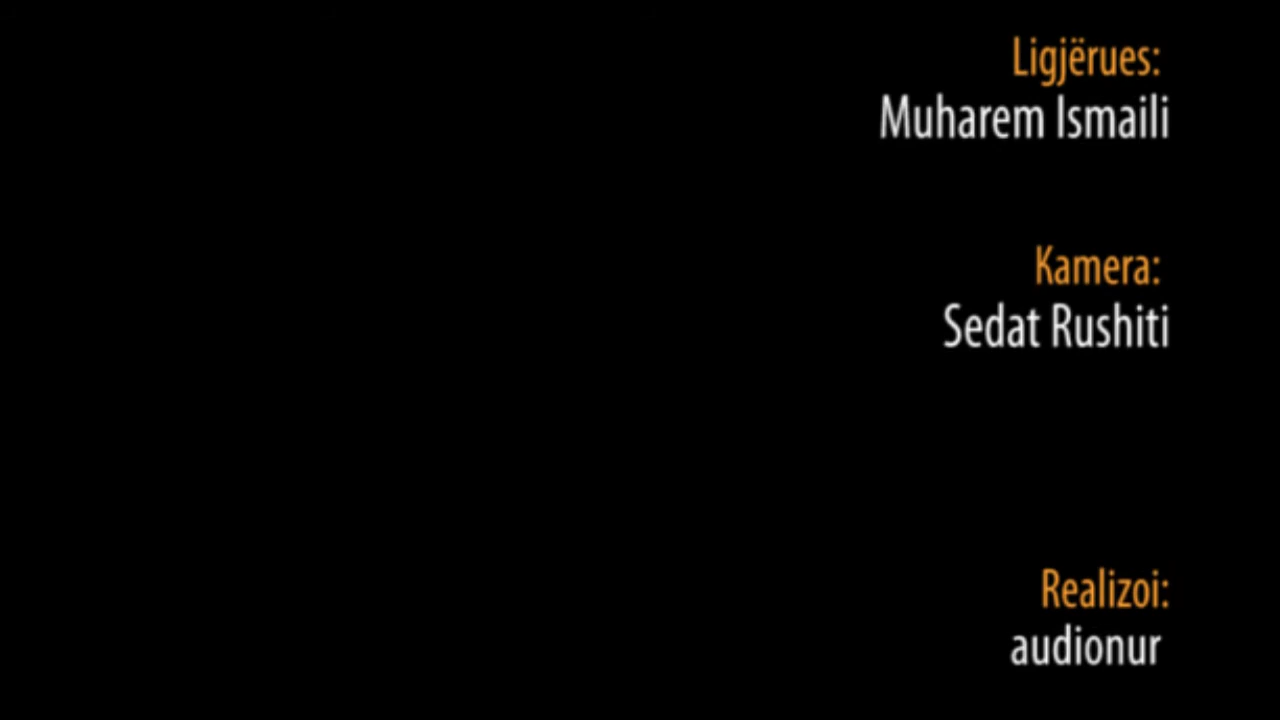 Ligjërues:
Muharem Ismaili
Kamera:
Sedat Rushiti
Realizoi:
audionur